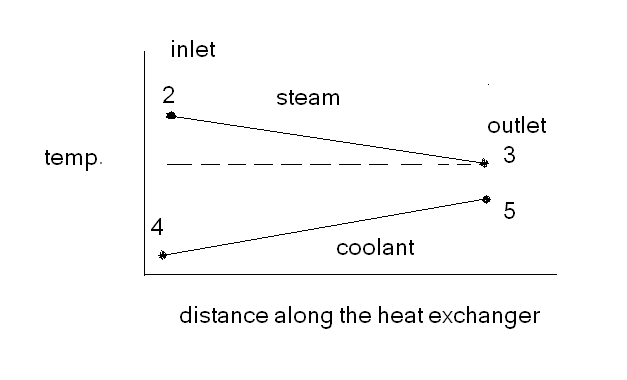 inlet
2
steam
outlet
3
temp.
4
5
coolant
distance along the heat exchanger